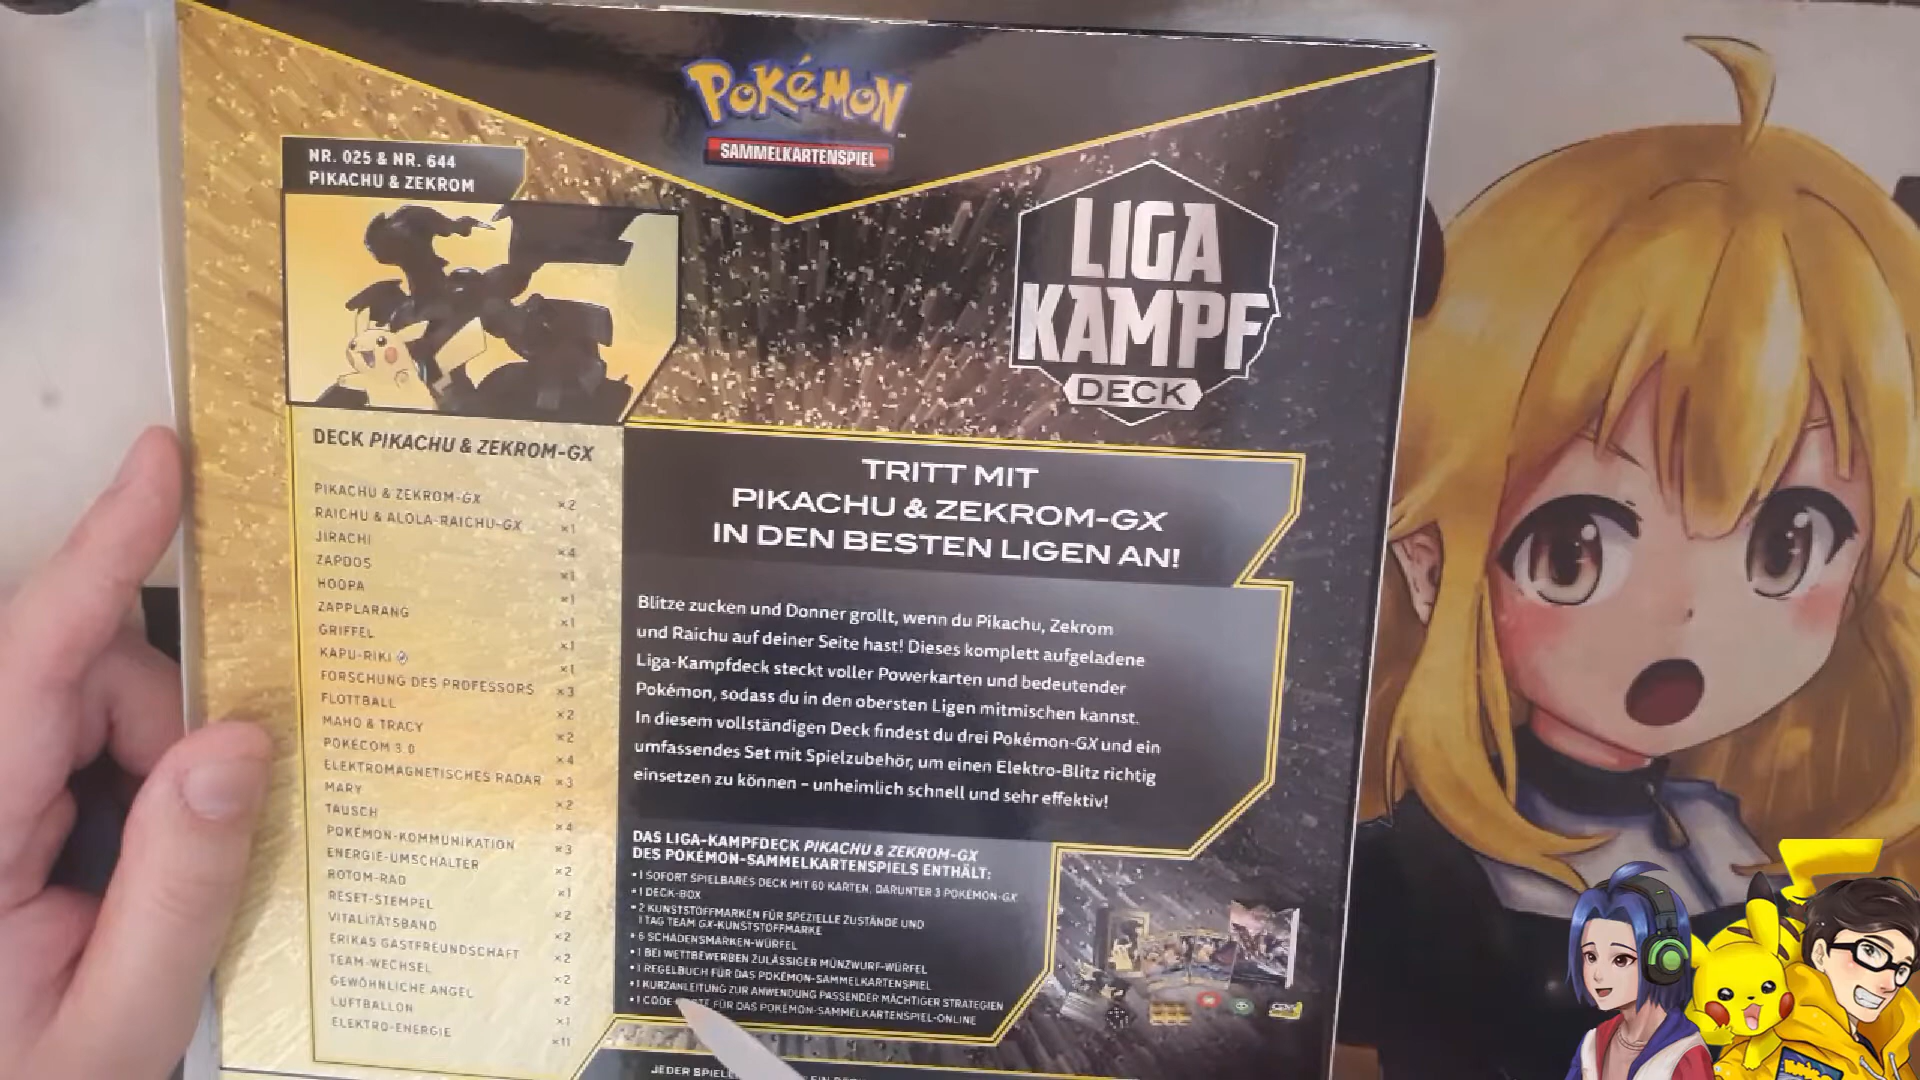 POKéMON
SAMMELKARTENSPIEL
NR. 025 & NR. 644
PIKACHU & ZEKROM
LIGA
KAMPF
DECK
DECK PIKACHU & ZEKROM-GX
PIKACHU & ZEKROM-GX ×2
RAICHU & ALOLA-RAICHU-GX ×1
JIRACHI ×4
ZAPDOS ×1
HOOPA ×1
ZAPPLARANG ×1
GRIFFEL ×1
KAPU-RIKI ×1
FORSCHUNG DES PROFESSORS ×3
FLOTTBALL ×2
MAHO & TRACY ×2
POKÉCOM 3.0 ×4
ELEKTROMAGNETISCHES RADAR ×3
MARY ×2
TAUSCH ×4
POKÉMON-KOMMUNIKATION ×3
ENERGIE-UMSCHALTER ×2
ROTOM-RAD ×1
RESET-STEMPEL ×2
VITALITÄTSBAND ×2
ERIKAS GASTFREUNDSCHAFT ×2
TEAM-WECHSEL ×2
GEWÖHNLICHE ANGEL ×2
LUFTBALLON ×1
ELEKTRO-ENERGIE ×11
TRITT MIT
PIKACHU & ZEKROM-GX
IN DEN BESTEN LIGEN AN!
Blitze zucken und Donner grollt, wenn du Pikachu, Zekrom
und Raichu auf deiner Seite hast! Dieses komplett aufgeladene
Liga-Kampfdeck steckt voller Powerkarten und bedeutender
Pokémon, sodass du in den obersten Ligen mitmischen kannst.
In diesem vollständigen Deck findest du drei Pokémon-GX und ein
umfassendes Set mit Spielzubehör, um einen Elektro-Blitz richtig
einsetzen zu können – unheimlich schnell und sehr effektiv!
DAS LIGA-KAMPFDECK PIKACHU & ZEKROM-GX
DES POKÉMON-SAMMELKARTENSPIELS ENTHÄLT:
• 1 SOFORT SPIELBARES DECK MIT 60 KARTEN, DARUNTER 3 POKÉMON-GX
• 1 DECK-BOX
• 2 KUNSTSTOFFMARKEN FÜR SPEZIELLE ZUSTÄNDE UND
1 TAG TEAM GX-KUNSTSTOFFMARKE
• 6 SCHADENSMARKEN-WÜRFEL
• 1 BEI WETTBEWERBEN ZULÄSSIGER MÜNZWURF-WÜRFEL
• 1 REGELBUCH FÜR DAS POKÉMON-SAMMELKARTENSPIEL
• 1 KURZANLEITUNG ZUR ANWENDUNG PASSENDER MÄCHTIGER STRATEGIEN
• 1 CODE FÜR DAS POKÉMON-SAMMELKARTENSPIEL-ONLINE
JEDER